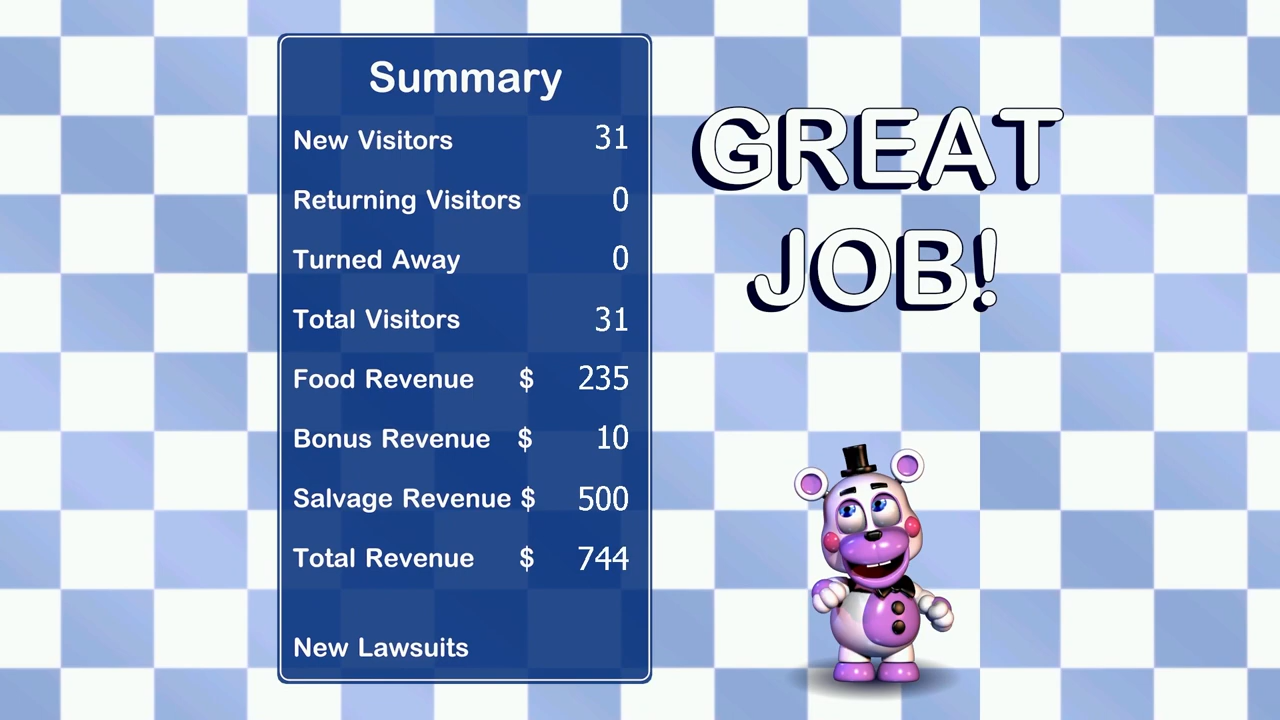 Summary
New Visitors 31
Returning Visitors 0
Turned Away 0
Total Visitors 31
Food Revenue $ 235
Bonus Revenue $ 10
Salvage Revenue $ 500
Total Revenue $ 744
New Lawsuits
GREAT
JOB!